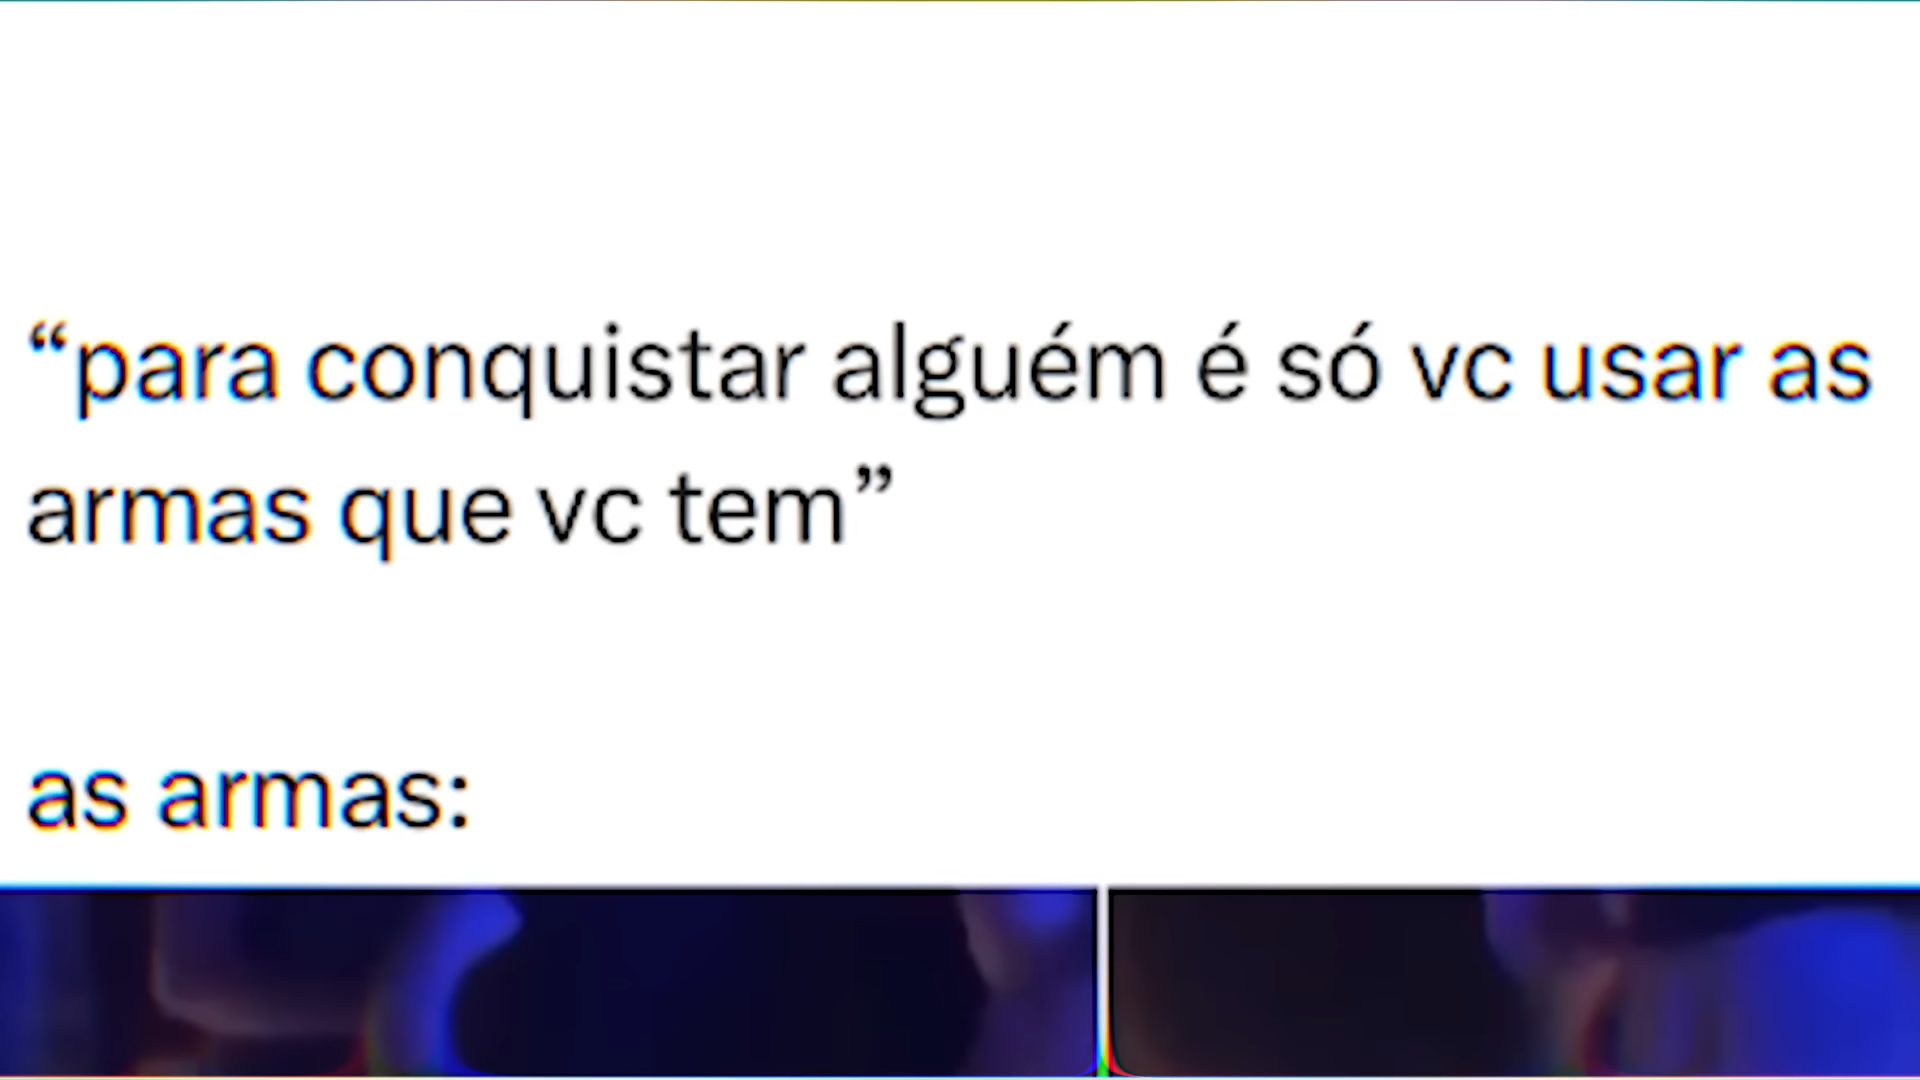 “para conquistar alguém é só vc usar as
armas que vc tem”
as armas: